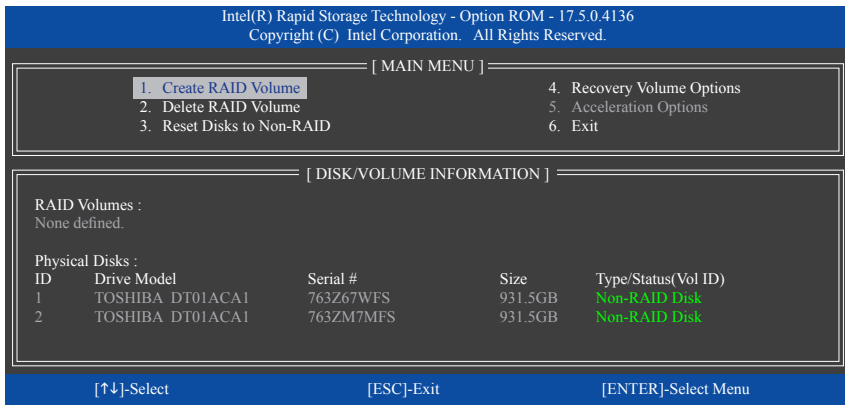 Intel(R) Rapid Storage Technology - Option ROM - 17.5.0.4136
Copyright (C) Intel Corporation. All Rights Reserved.
[ MAIN MENU ]
1. Create RAID Volume
2. Delete RAID Volume
3. Reset Disks to Non-RAID
4. Recovery Volume Options
5. Acceleration Options
6. Exit
[ DISK/VOLUME INFORMATION ]
RAID Volumes :
None defined.
Physical Disks :
ID Drive Model Serial # Size Type/Status(Vol ID)
1 TOSHIBA DT01ACA1 763Z67WFS 931.5GB Non-RAID Disk
2 TOSHIBA DT01ACA1 763ZM7MFS 931.5GB Non-RAID Disk
[↑↓]-Select [ESC]-Exit [ENTER]-Select Menu